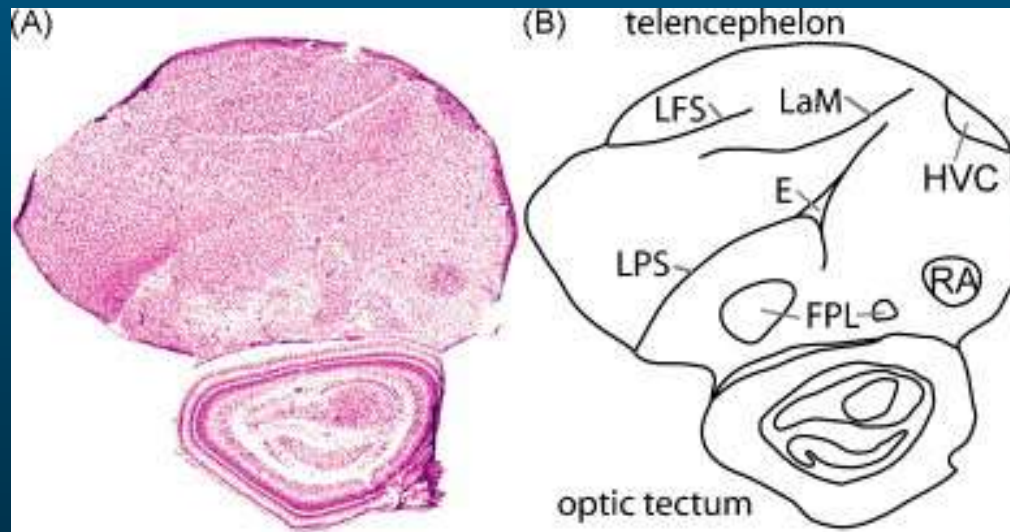 (A)
(B)
telencephelon
LFS
LaM
HVC
E
LPS
RA
FPL
optic tectum